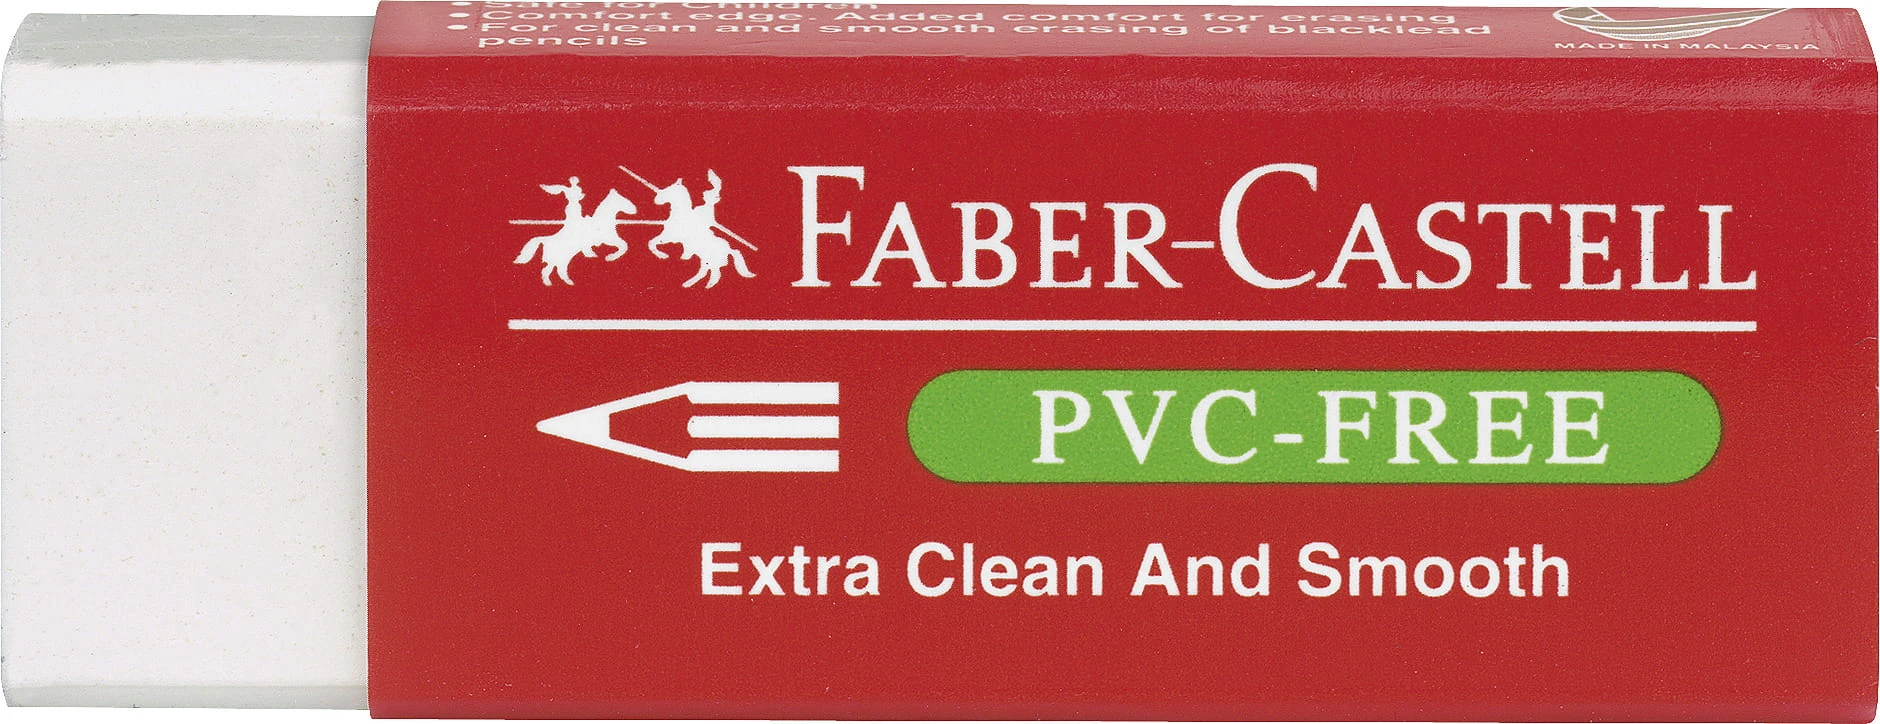 • Safe for Children
• Comfort edge. Added comfort for erasing
• For clean and smooth erasing of blacklead
pencils
MADE IN MALAYSIA
FABER-CASTELL
PVC-FREE
Extra Clean And Smooth